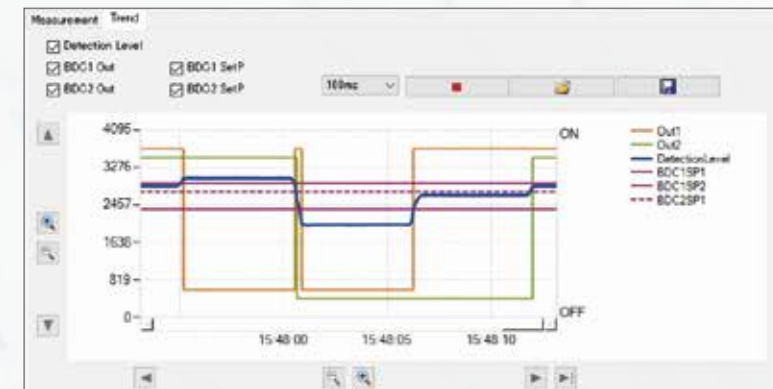 Measurement Trend
Detection Level
BDC1 Out BDC1 SetP
BDC2 Out BDC2 SetP
100ms
4095
3276
2457
1638
819
0
ON
OFF
15:48:00 15:48:05 15:48:10
Out1
Out2
DetectionLevel
BDC1SP1
BDC1SP2
BDC2SP1